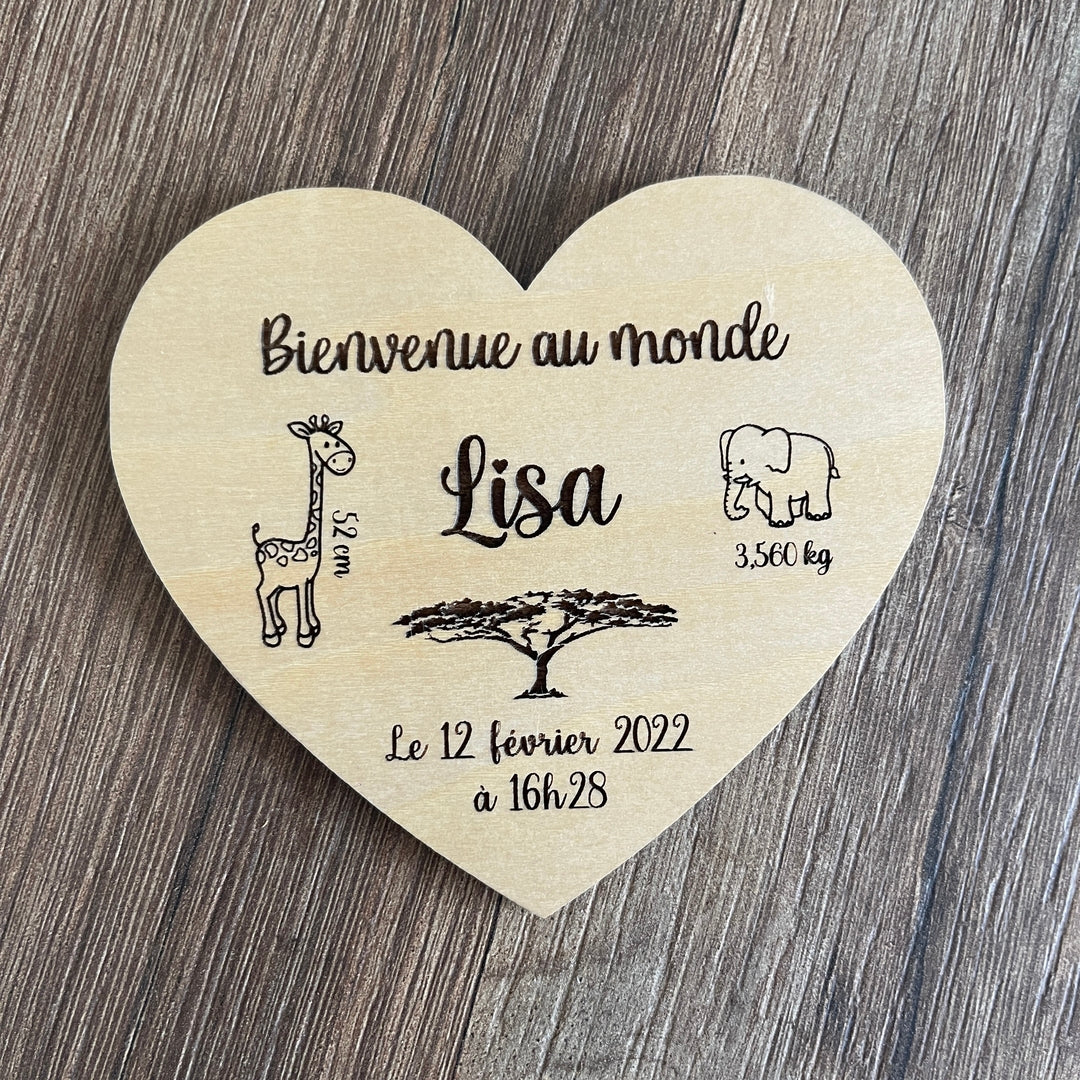 Bienvenue au monde
Lisa
52 cm
3,560 kg
Le 12 février 2022
à 16h28